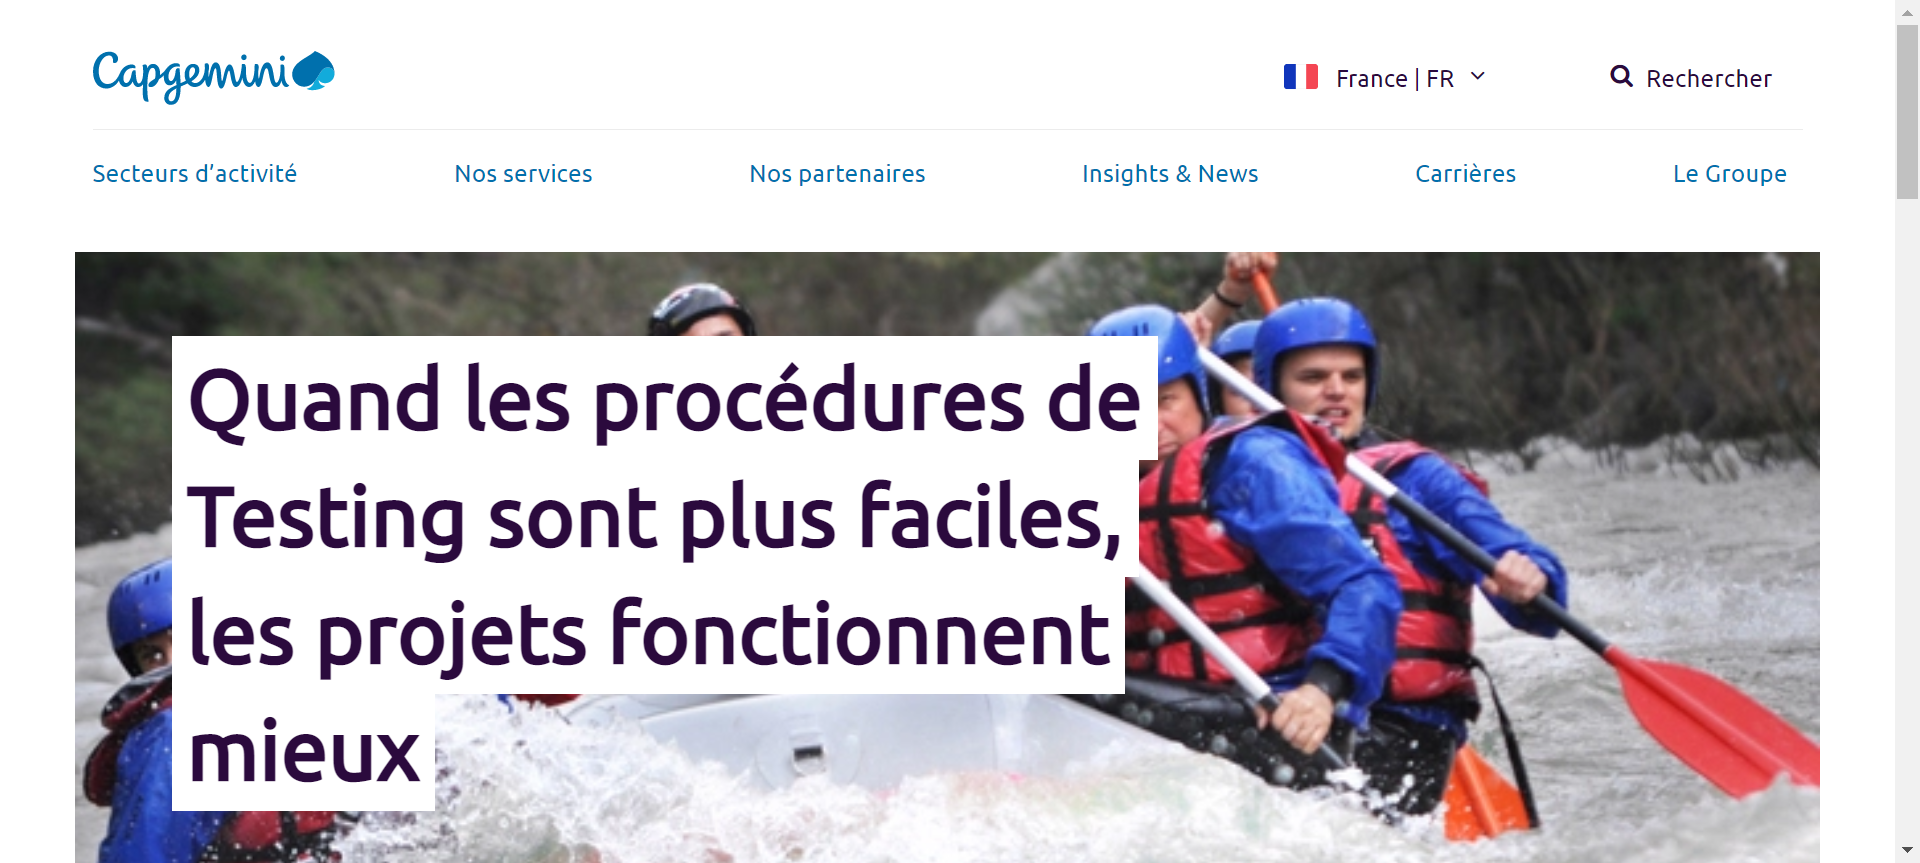 Capgemini
France | FR
Rechercher
Secteurs d’activité
Nos services
Nos partenaires
Insights & News
Carrières
Le Groupe
Quand les procédures de
Testing sont plus faciles,
les projets fonctionnent
mieux